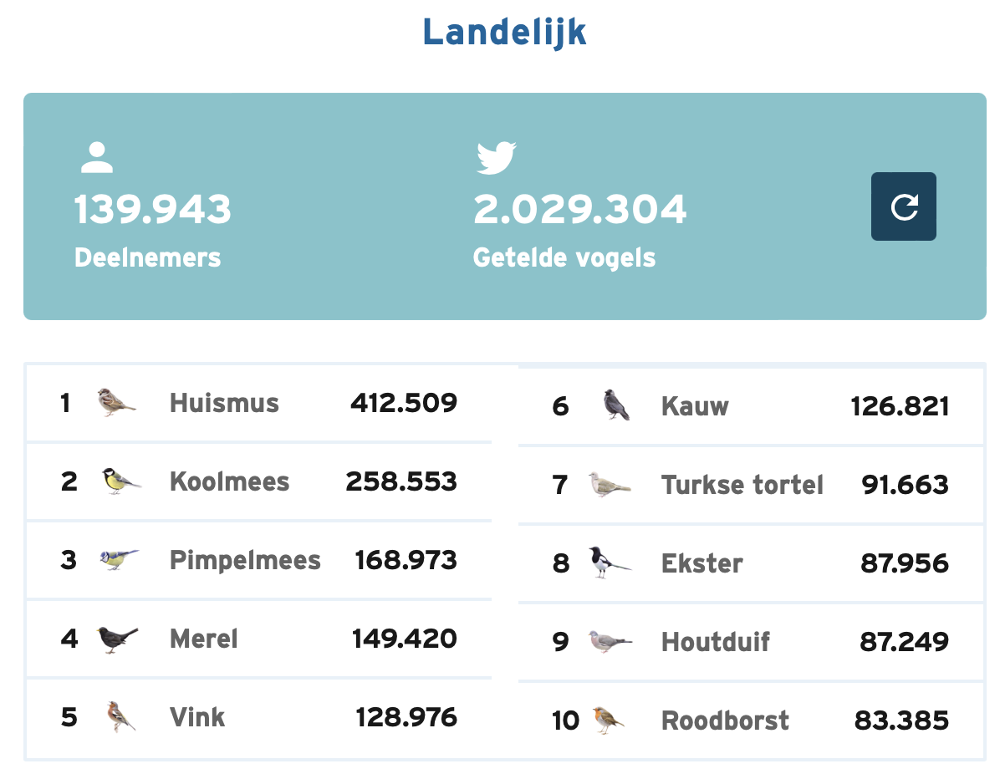 Landelijk
139.943
Deelnemers
2.029.304
Getelde vogels
1 Huismus 412.509
2 Koolmees 258.553
3 Pimpelmees 168.973
4 Merel 149.420
5 Vink 128.976
6 Kauw 126.821
7 Turkse tortel 91.663
8 Ekster 87.956
9 Houtduif 87.249
10 Roodborst 83.385